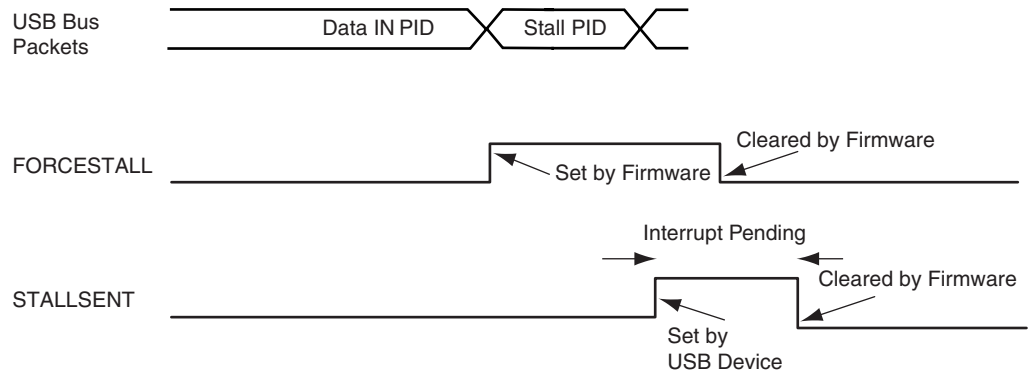 USB Bus
Packets
Data IN PID
Stall PID
Cleared by Firmware
FORCESTALL
Set by Firmware
Interrupt Pending
Cleared by Firmware
STALLSENT
Set by
USB Device